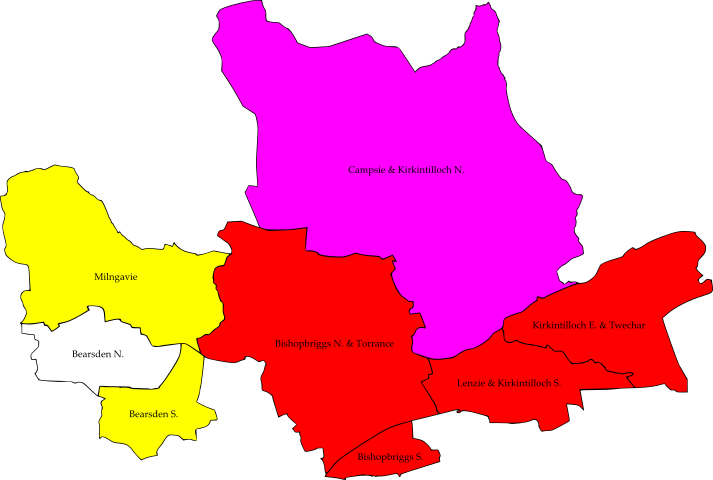 Campsie & Kirkintilloch N.
Milngavie
Kirkintilloch E. & Twechar
Bishopbriggs N. & Torrance
Bearsden N.
Lenzie & Kirkintilloch S.
Bearsden S.
Bishopbriggs S.